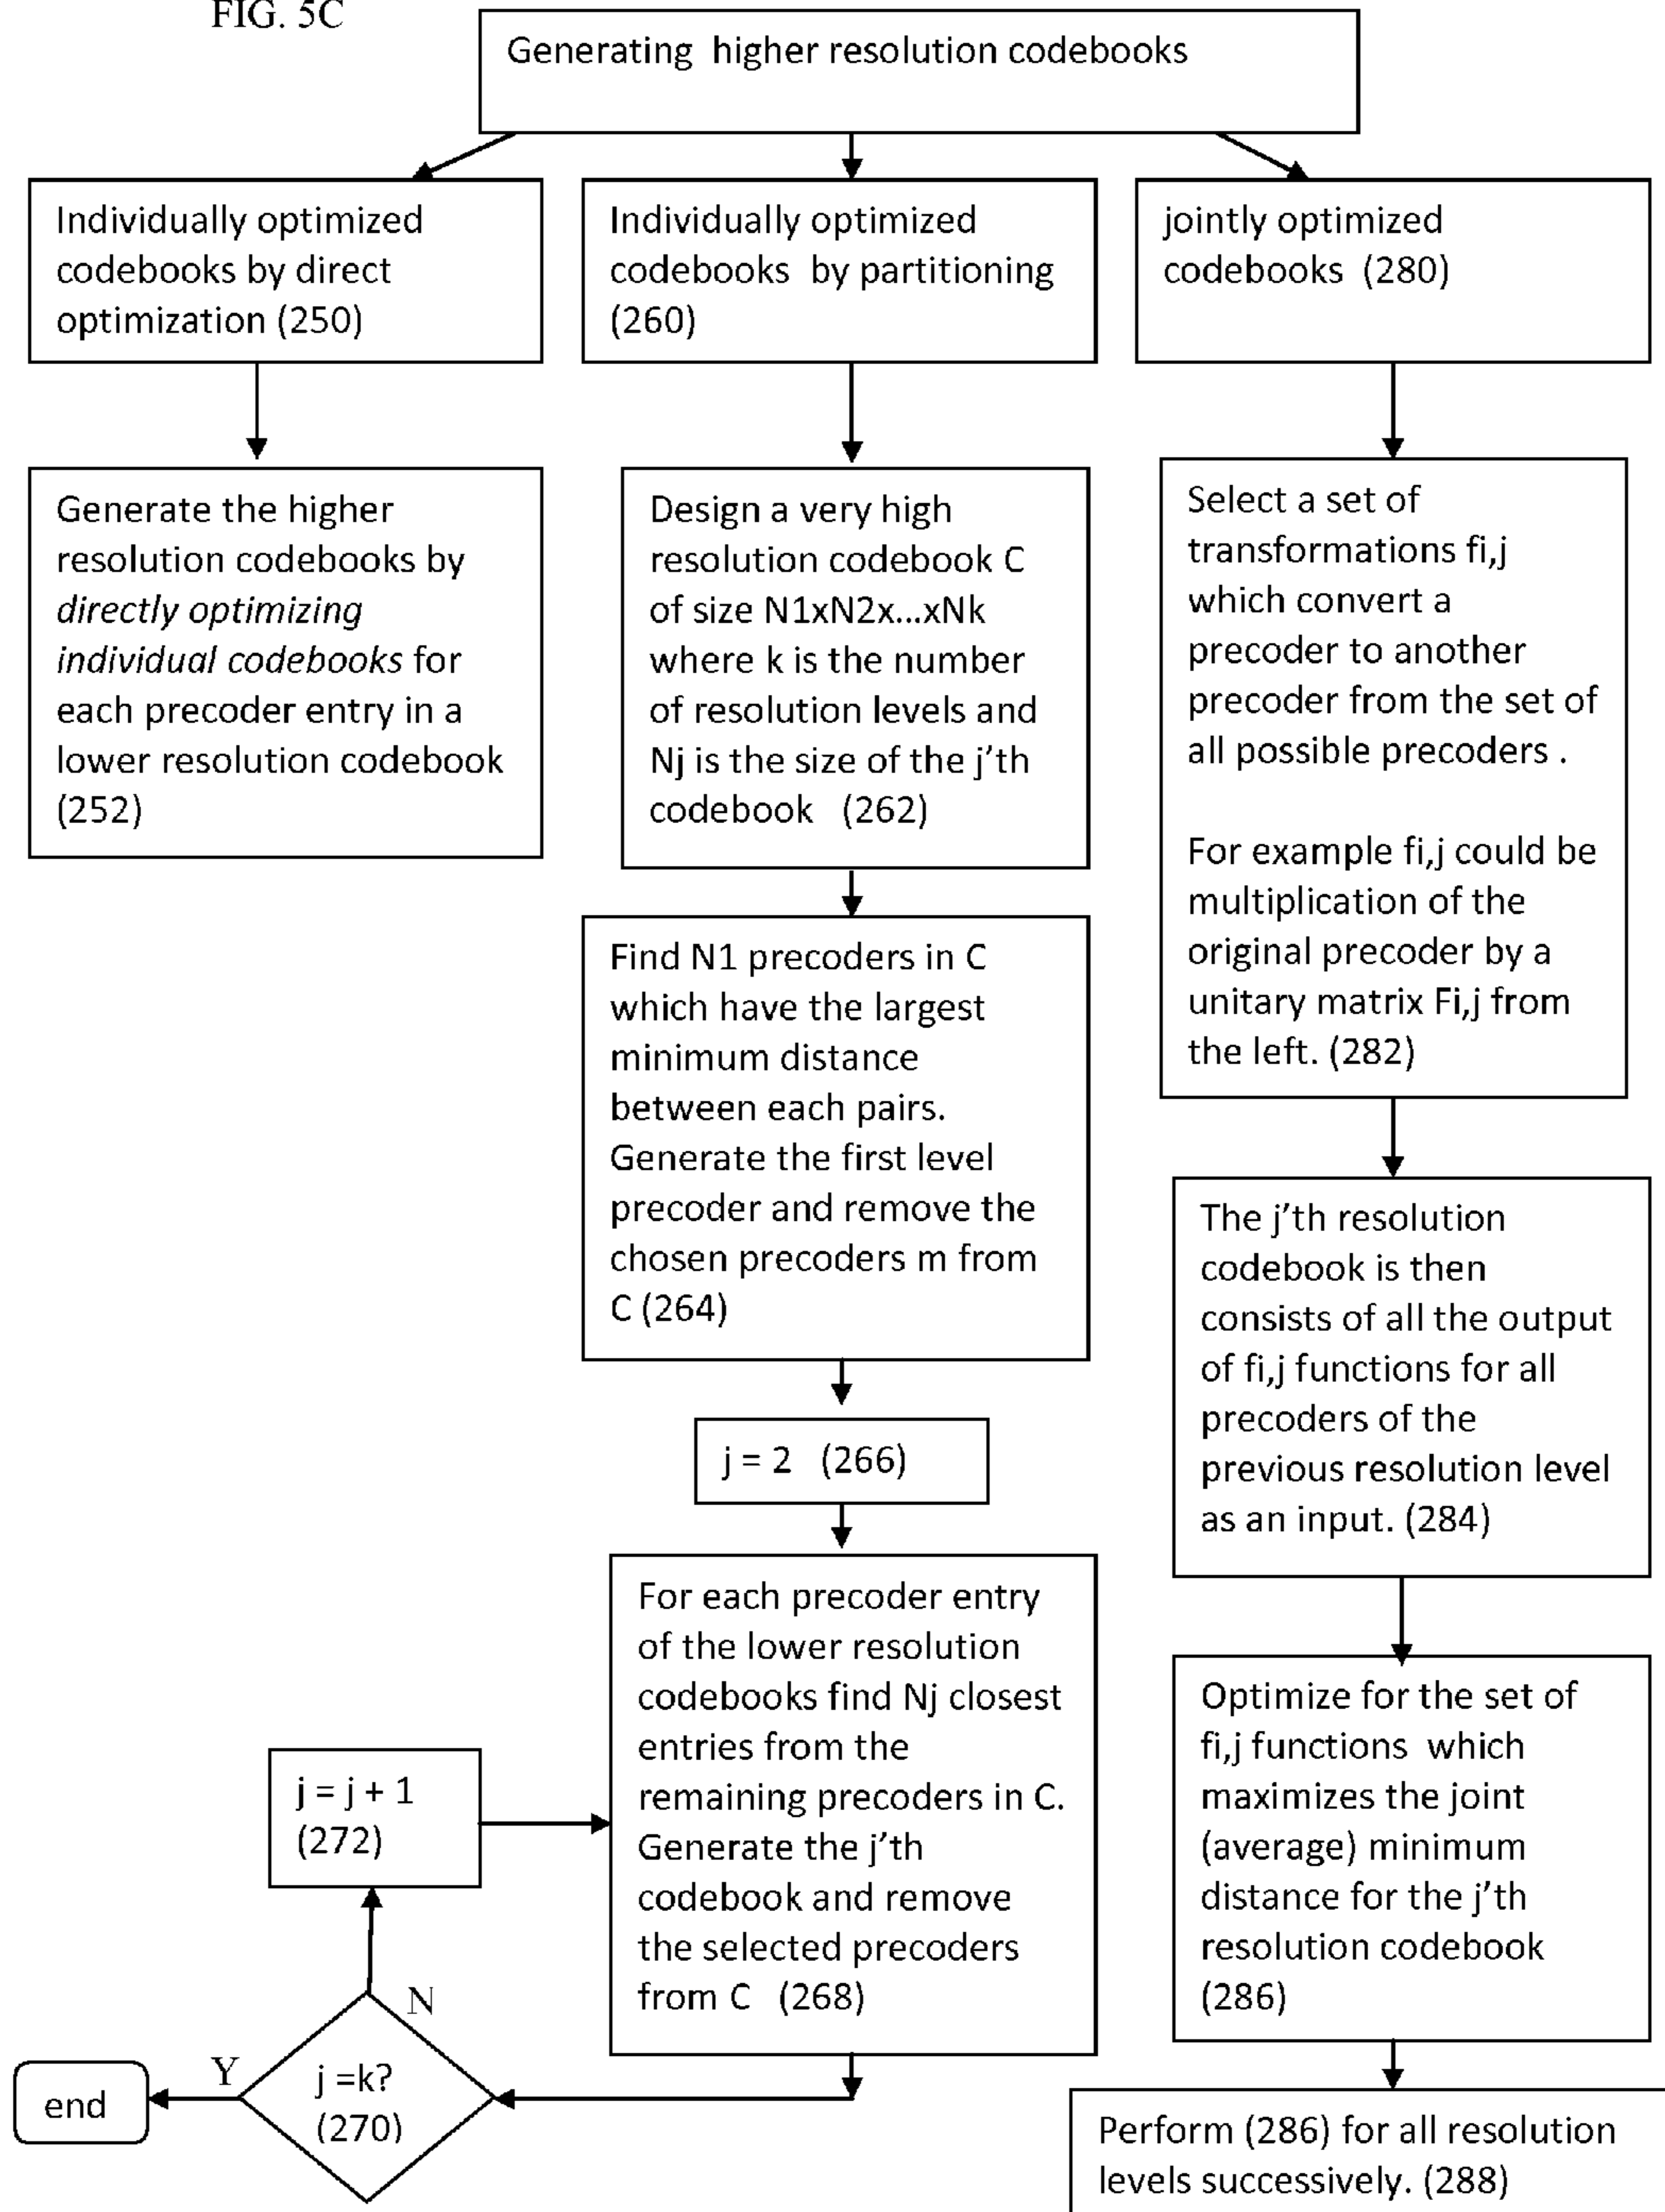 FIG. 5C
Generating higher resolution codebooks
Individually optimized
codebooks by direct
optimization (250)
Generate the higher
resolution codebooks by
directly optimizing
individual codebooks for
each precoder entry in a
lower resolution codebook
(252)
Individually optimized
codebooks by partitioning
(260)
Design a very high
resolution codebook C
of size N1xN2x...xNk
where k is the number
of resolution levels and
Nj is the size of the j'th
codebook (262)
Find N1 precoders in C
which have the largest
minimum distance
between each pairs.
Generate the first level
precoder and remove the
chosen precoders m from
C (264)
j = 2 (266)
For each precoder entry
of the lower resolution
codebooks find Nj closest
entries from the
remaining precoders in C.
Generate the j'th
codebook and remove
the selected precoders
from C (268)
j =k?
(270)
N
j = j + 1
(272)
Y
end
jointly optimized
codebooks (280)
Select a set of
transformations fi,j
which convert a
precoder to another
precoder from the set of
all possible precoders .
For example fi,j could be
multiplication of the
original precoder by a
unitary matrix Fi,j from
the left. (282)
The j'th resolution
codebook is then
consists of all the output
of fi,j functions for all
precoders of the
previous resolution level
as an input. (284)
Optimize for the set of
fi,j functions which
maximizes the joint
(average) minimum
distance for the j'th
resolution codebook
(286)
Perform (286) for all resolution
levels successively. (288)